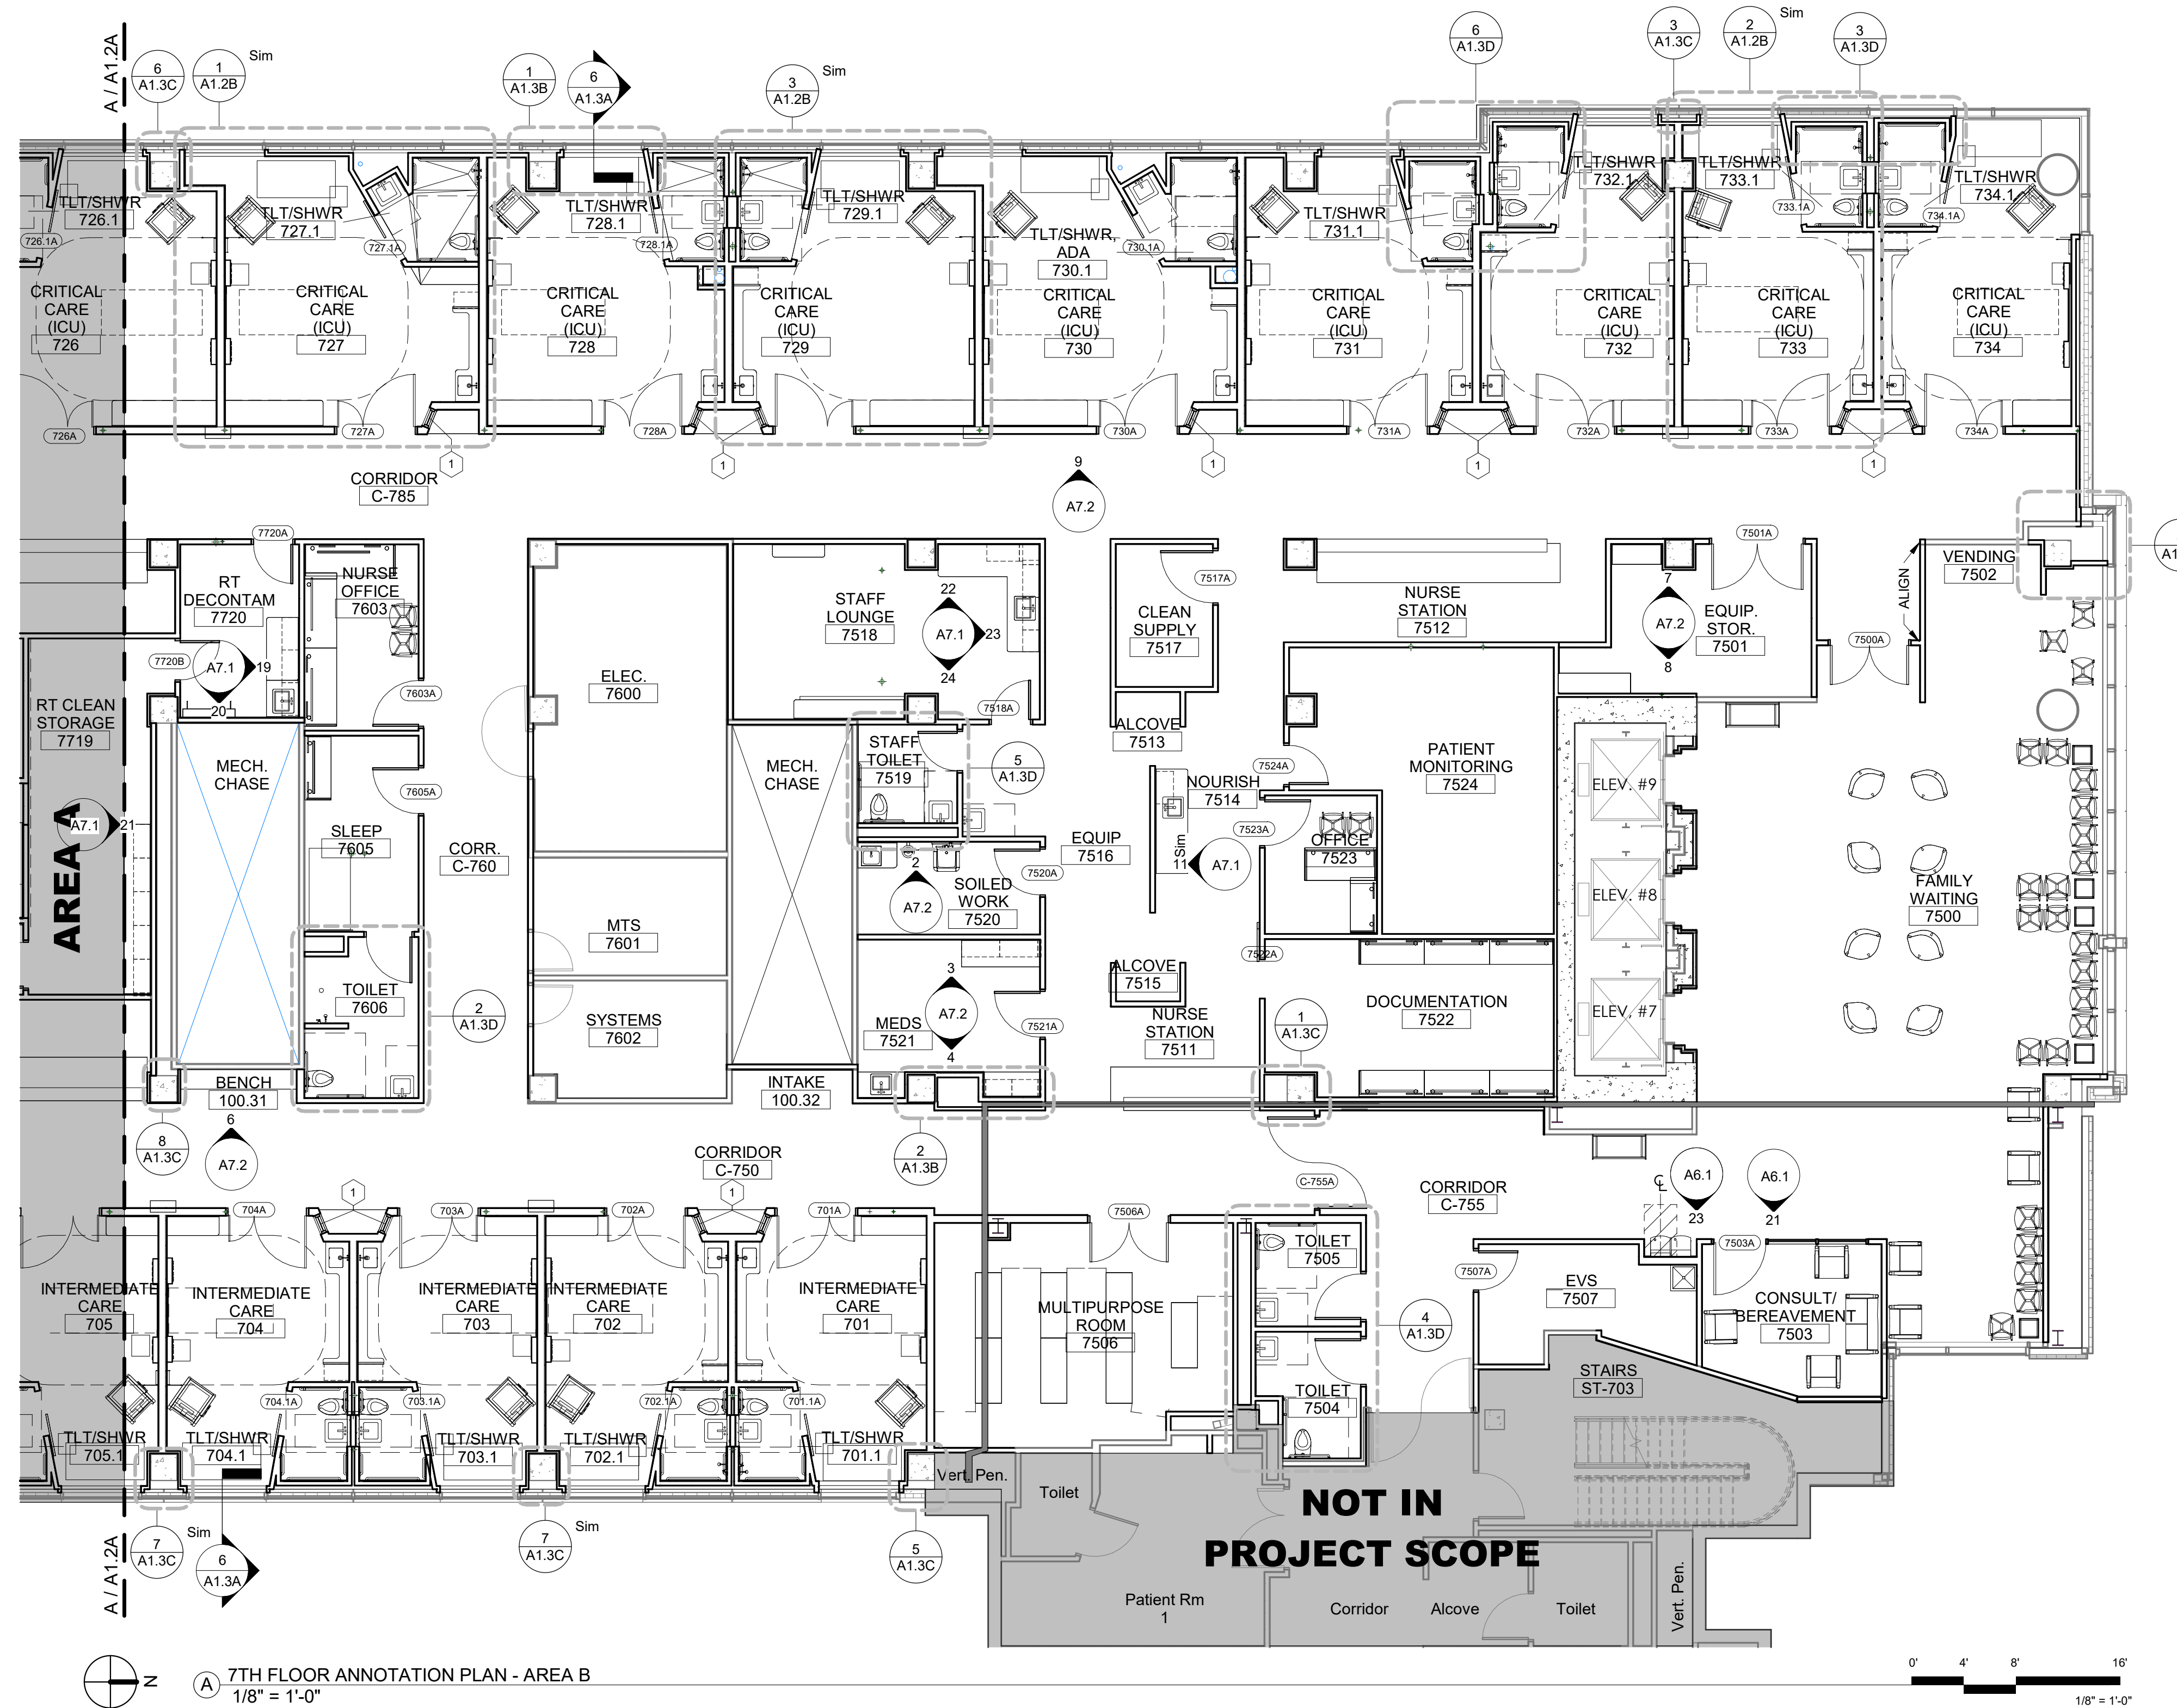 A / A1.2A
6
A1.3C
1
A1.2B
Sim
1
A1.3B
6
A1.3A
3
A1.2B
Sim
6
A1.3D
3
A1.3C
2
A1.2B
Sim
3
A1.3D
TLT/SHWR
726.1
726.1A
TLT/SHWR
727.1
727.1A
TLT/SHWR
728.1
728.1A
TLT/SHWR
729.1
TLT/SHWR,
ADA
730.1
730.1A
TLT/SHWR
731.1
TLT/SHWR
732.1
TLT/SHWR
733.1
733.1A
TLT/SHWR
734.1
734.1A
CRITICAL
CARE
(ICU)
726
CRITICAL
CARE
(ICU)
727
CRITICAL
CARE
(ICU)
728
CRITICAL
CARE
(ICU)
729
CRITICAL
CARE
(ICU)
730
CRITICAL
CARE
(ICU)
731
CRITICAL
CARE
(ICU)
732
CRITICAL
CARE
(ICU)
733
CRITICAL
CARE
(ICU)
734
726A
727A
728A
730A
731A
732A
733A
734A
1
1
1
1
1
CORRIDOR
C-785
9
A7.2
A1
7720A
RT
DECONTAM
7720
7720B
A7.1
19
20
NURSE
OFFICE
7603
7603A
RT CLEAN
STORAGE
7719
MECH.
CHASE
AREA A
A7.1
21
SLEEP
7605
7605A
CORR.
C-760
TOILET
7606
2
A1.3D
BENCH
100.31
8
A1.3C
6
A7.2
ELEC.
7600
MTS
7601
SYSTEMS
7602
STAFF
LOUNGE
7518
22
A7.1
23
24
7518A
STAFF
TOILET
7519
5
A1.3D
MECH.
CHASE
2
A7.2
SOILED
WORK
7520
7520A
3
A7.2
4
MEDS
7521
7521A
INTAKE
100.32
2
A1.3B
CLEAN
SUPPLY
7517
7517A
ALCOVE
7513
NOURISH
7514
EQUIP
7516
11
Sim
A7.1
ALCOVE
7515
NURSE
STATION
7511
1
A1.3C
NURSE
STATION
7512
7524A
PATIENT
MONITORING
7524
7523A
OFFICE
7523
7522A
DOCUMENTATION
7522
7501A
7
A7.2
8
EQUIP.
STOR.
7501
ALIGN
7500A
VENDING
7502
ELEV. #9
ELEV. #8
ELEV. #7
FAMILY
WAITING
7500
CORRIDOR
C-750
1
1
704A
703A
702A
701A
INTERMEDIATE
CARE
705
INTERMEDIATE
CARE
704
INTERMEDIATE
CARE
703
INTERMEDIATE
CARE
702
INTERMEDIATE
CARE
701
704.1A
703.1A
702.1A
701.1A
TLT/SHWR
705.1
TLT/SHWR
704.1
TLT/SHWR
703.1
TLT/SHWR
702.1
TLT/SHWR
701.1
7506A
MULTIPURPOSE
ROOM
7506
C-755A
CORRIDOR
C-755
TOILET
7505
TOILET
7504
4
A1.3D
7507A
EVS
7507
A6.1
23
A6.1
21
7503A
CONSULT/
BEREAVEMENT
7503
STAIRS
ST-703
Vert. Pen.
Toilet
NOT IN
PROJECT SCOPE
Patient Rm
1
Corridor
Alcove
Toilet
Vert. Pen.
A / A1.2A
7
A1.3C
Sim
6
A1.3A
7
A1.3C
Sim
5
A1.3C
N
A
7TH FLOOR ANNOTATION PLAN - AREA B
1/8" = 1'-0"
0'
4'
8'
16'
1/8" = 1'-0"